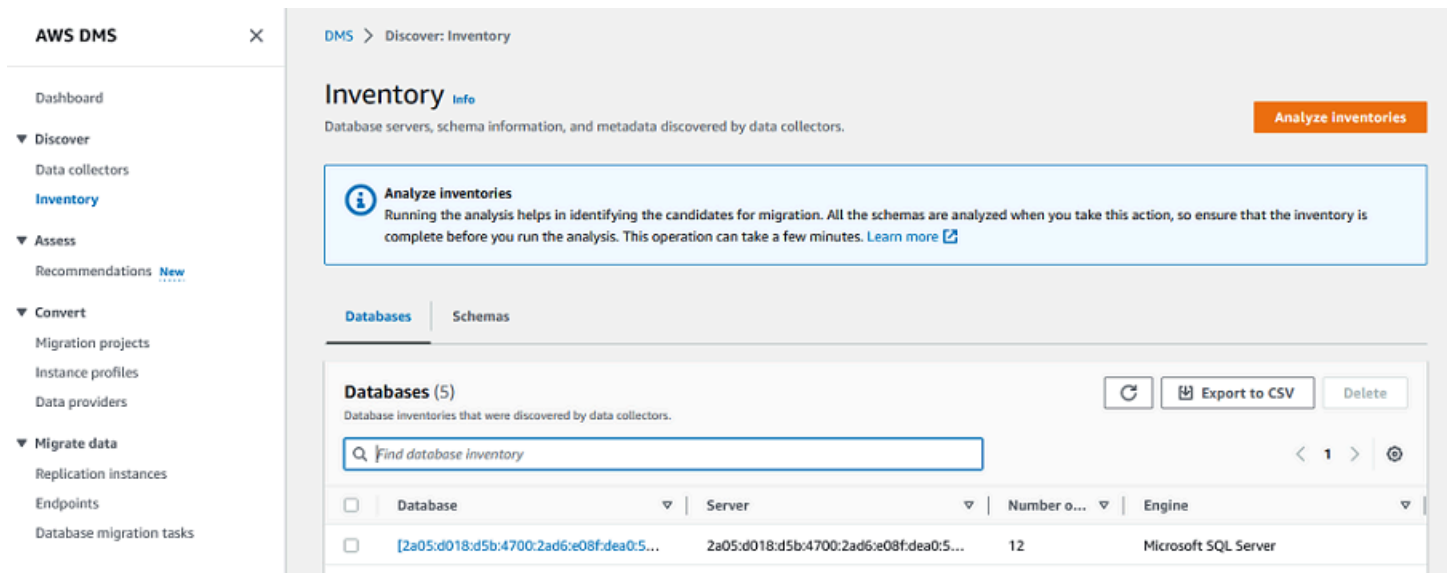 AWS DMS
Dashboard
Discover
Data collectors
Inventory
Assess
Recommendations New
Convert
Migration projects
Instance profiles
Data providers
Migrate data
Replication instances
Endpoints
Database migration tasks
DMS > Discover: Inventory
Inventory Info
Database servers, schema information, and metadata discovered by data collectors.
Analyze inventories
Analyze inventories
Running the analysis helps in identifying the candidates for migration. All the schemas are analyzed when you take this action, so ensure that the inventory is
complete before you run the analysis. This operation can take a few minutes. Learn more
Databases Schemas
Databases (5)
Database inventories that were discovered by data collectors.
Export to CSV Delete
Find database inventory
1
Database Server Number o... Engine
[2a05:d018:d5b:4700:2ad6:e08f:dea0:5... 2a05:d018:d5b:4700:2ad6:e08f:dea0:5... 12 Microsoft SQL Server